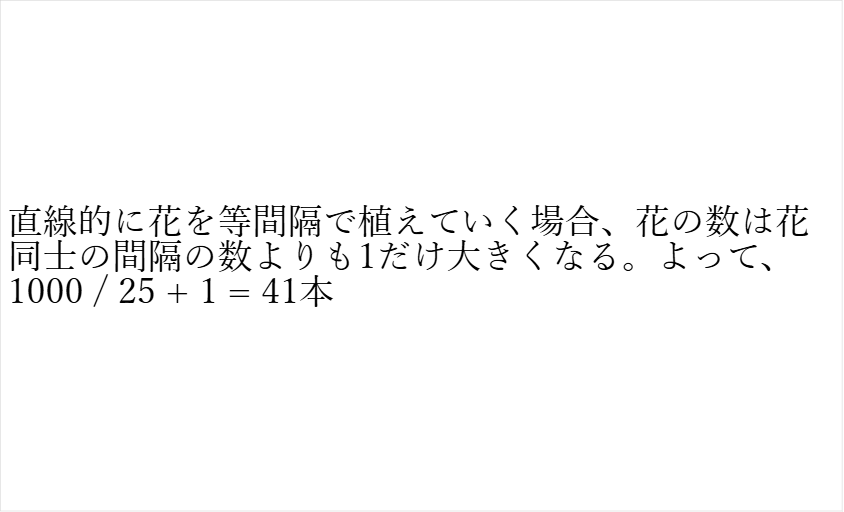 直線的に花を等間隔で植えていく場合、花の数は花
同士の間隔の数よりも1だけ大きくなる。よって、
1000 / 25 + 1 = 41本